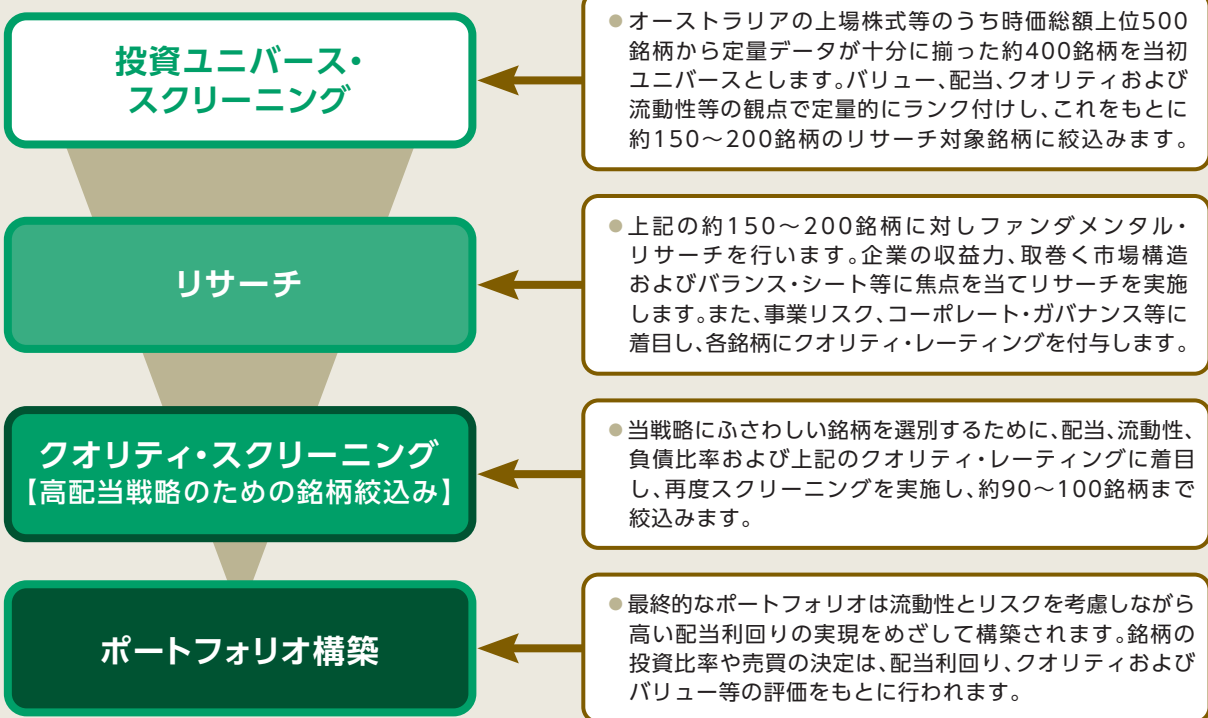 投資ユニバース・
スクリーニング
●オーストラリアの上場株式等のうち時価総額上位500
銘柄から定量データが十分に揃った約400銘柄を当初
ユニバースとします。バリュー、配当、クオリティおよび
流動性等の観点で定量的にランク付けし、これをもとに
約150～200銘柄のリサーチ対象銘柄に絞込みます。
リサーチ
●上記の約150～200銘柄に対しファンダメンタル・
リサーチを行います。企業の収益力、取巻く市場構造
およびバランス・シート等に焦点を当てリサーチを実施
します。また、事業リスク、コーポレート・ガバナンス等に
着目し、各銘柄にクオリティ・レーティングを付与します。
クオリティ・スクリーニング
【高配当戦略のための銘柄絞込み】
●当戦略にふさわしい銘柄を選別するために、配当、流動性、
負債比率および上記のクオリティ・レーティングに着目
し、再度スクリーニングを実施し、約90～100銘柄まで
絞込みます。
ポートフォリオ構築
●最終的なポートフォリオは流動性とリスクを考慮しながら
高い配当利回りの実現をめざして構築されます。銘柄の
投資比率や売買の決定は、配当利回り、クオリティおよび
バリュー等の評価をもとに行われます。